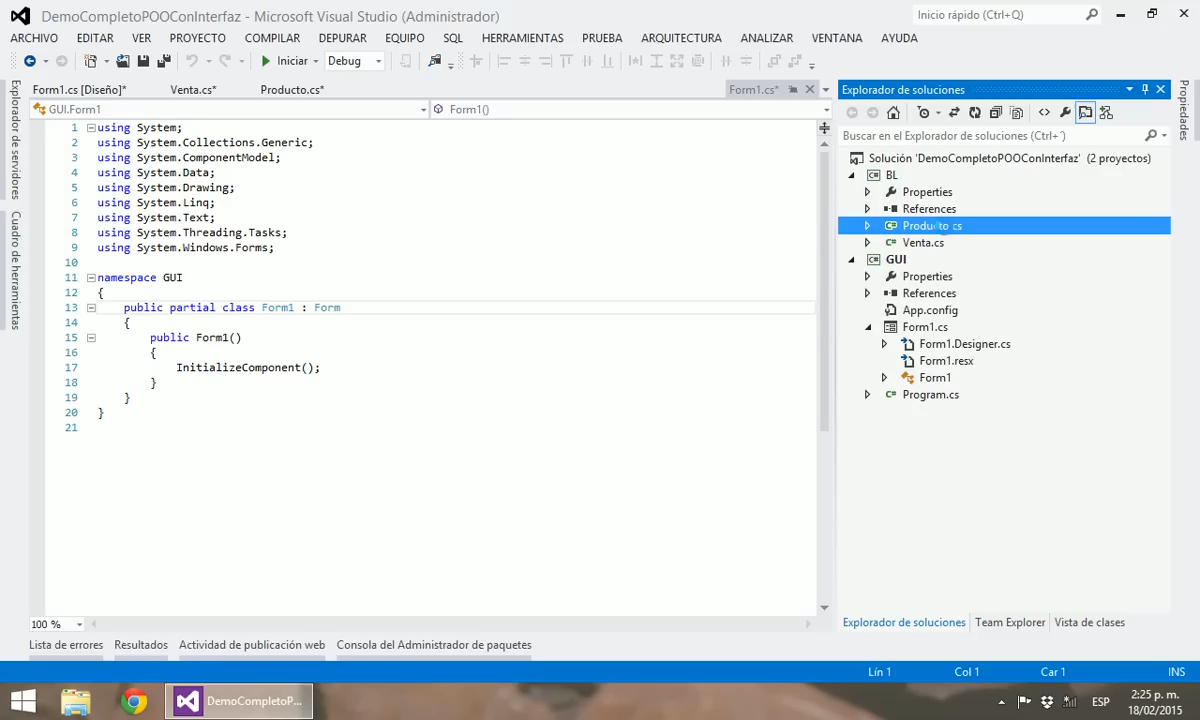 DemoCompletoPOOConInterfaz - Microsoft Visual Studio (Administrador)
Inicio rápido (Ctrl+Q)
ARCHIVO EDITAR VER PROYECTO COMPILAR DEPURAR EQUIPO SQL HERRAMIENTAS PRUEBA ARQUITECTURA ANALIZAR VENTANA AYUDA
Iniciar Debug
Explorador de servidores
Cuadro de herramientas
Form1.cs [Diseño]* Venta.cs* Producto.cs* Form1.cs*
GUI.Form1 Form1()
1 using System;
2 using System.Collections.Generic;
3 using System.ComponentModel;
4 using System.Data;
5 using System.Drawing;
6 using System.Linq;
7 using System.Text;
8 using System.Threading.Tasks;
9 using System.Windows.Forms;
10
11 namespace GUI
12 {
13 public partial class Form1 : Form
14 {
15 public Form1()
16 {
17 InitializeComponent();
18 }
19 }
20 }
21
100 %
Explorador de soluciones
Buscar en el Explorador de soluciones (Ctrl+´)
Solución 'DemoCompletoPOOConInterfaz' (2 proyectos)
BL
Properties
References
Producto.cs
Venta.cs
GUI
Properties
References
App.config
Form1.cs
Form1.Designer.cs
Form1.resx
Form1
Program.cs
Explorador de soluciones Team Explorer Vista de clases
Propiedades
Lista de errores Resultados Actividad de publicación web Consola del Administrador de paquetes
Lín 1 Col 1 Car 1 INS
DemoCompletoP...
ESP
2:25 p. m.
18/02/2015